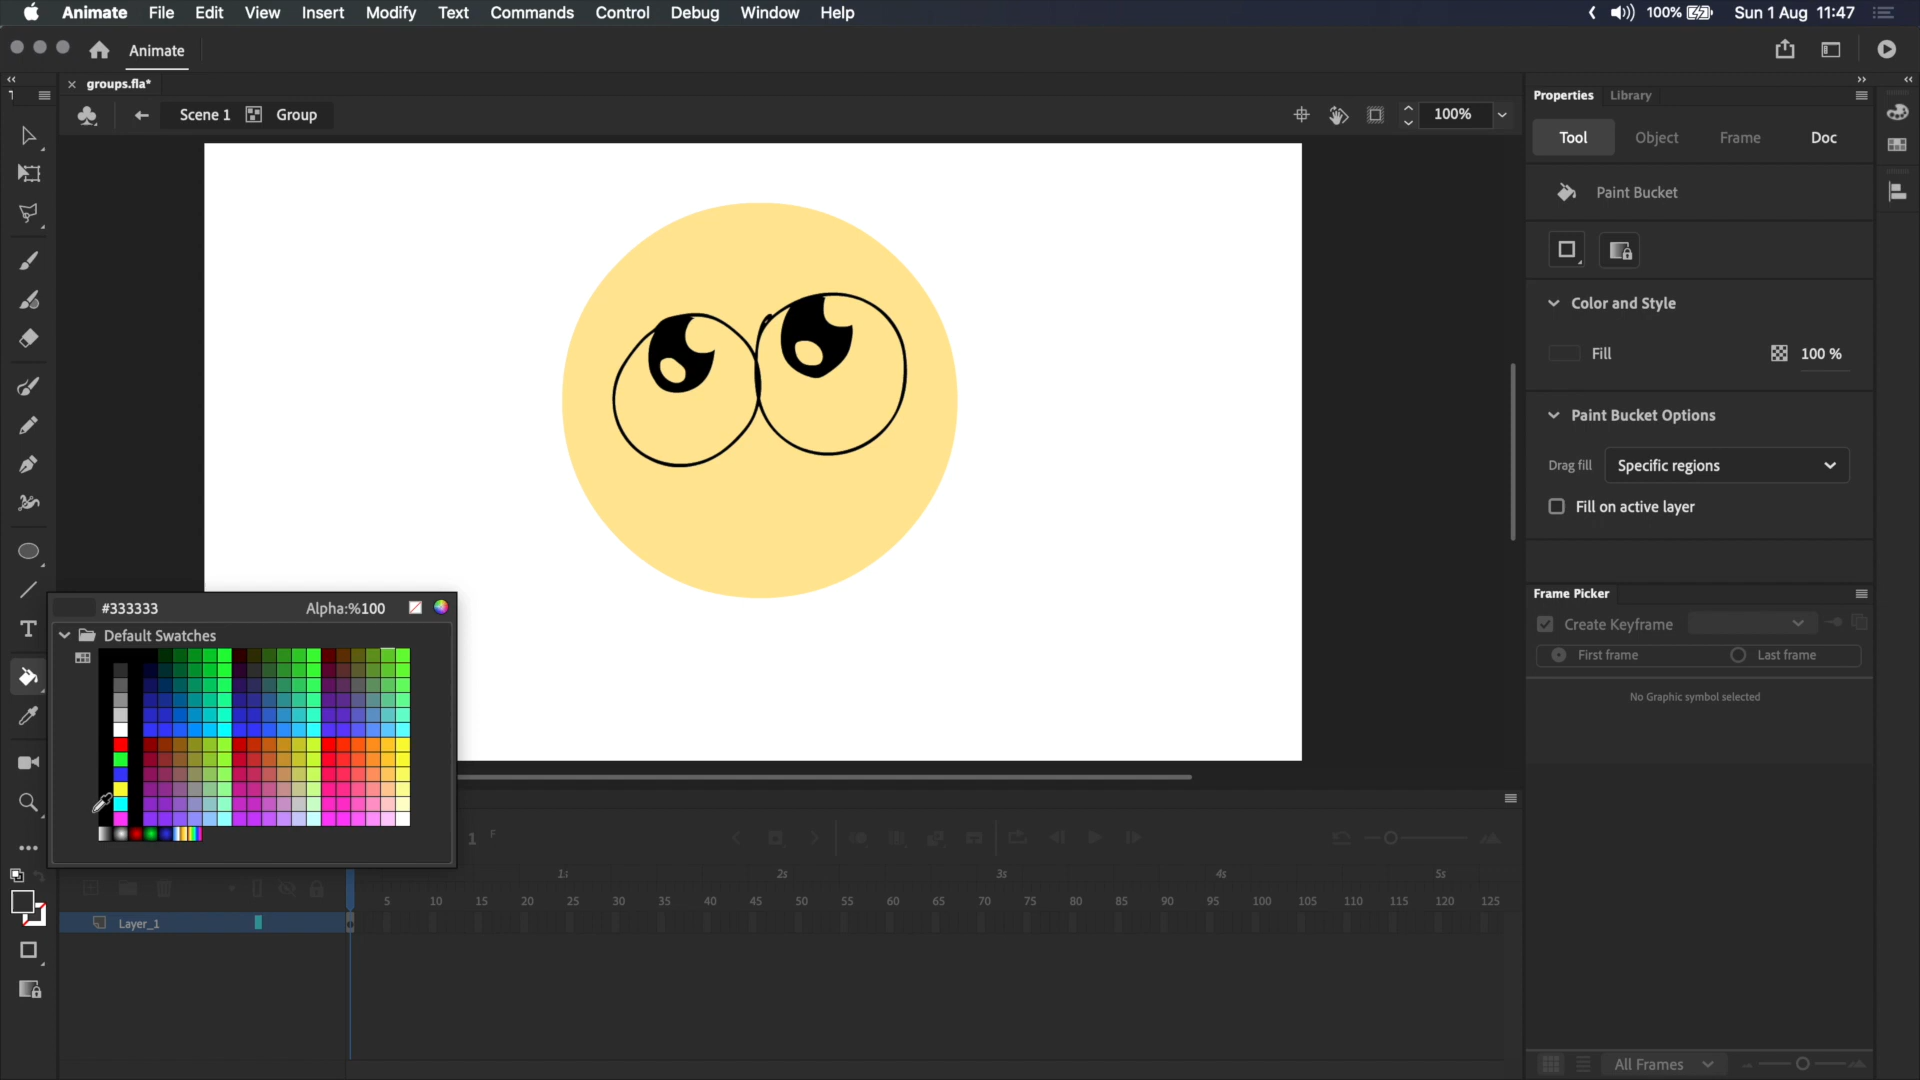 Animate File Edit View Insert Modify Text Commands Control Debug Window Help 100% Sun 1 Aug 11:47
Animate
groups.fla*
Scene 1 Group 100%
Properties Library
Tool Object Frame Doc
Paint Bucket
Color and Style
Fill 100 %
Paint Bucket Options
Drag fill Specific regions
Fill on active layer
Frame Picker
Create Keyframe
First frame Last frame
No Graphic symbol selected
#333333 Alpha:%100
Default Swatches
1 F
1s 2s 3s 4s 5s
5 10 15 20 25 30 35 40 45 50 55 60 65 70 75 80 85 90 95 100 105 110 115 120 125
Layer_1
All Frames